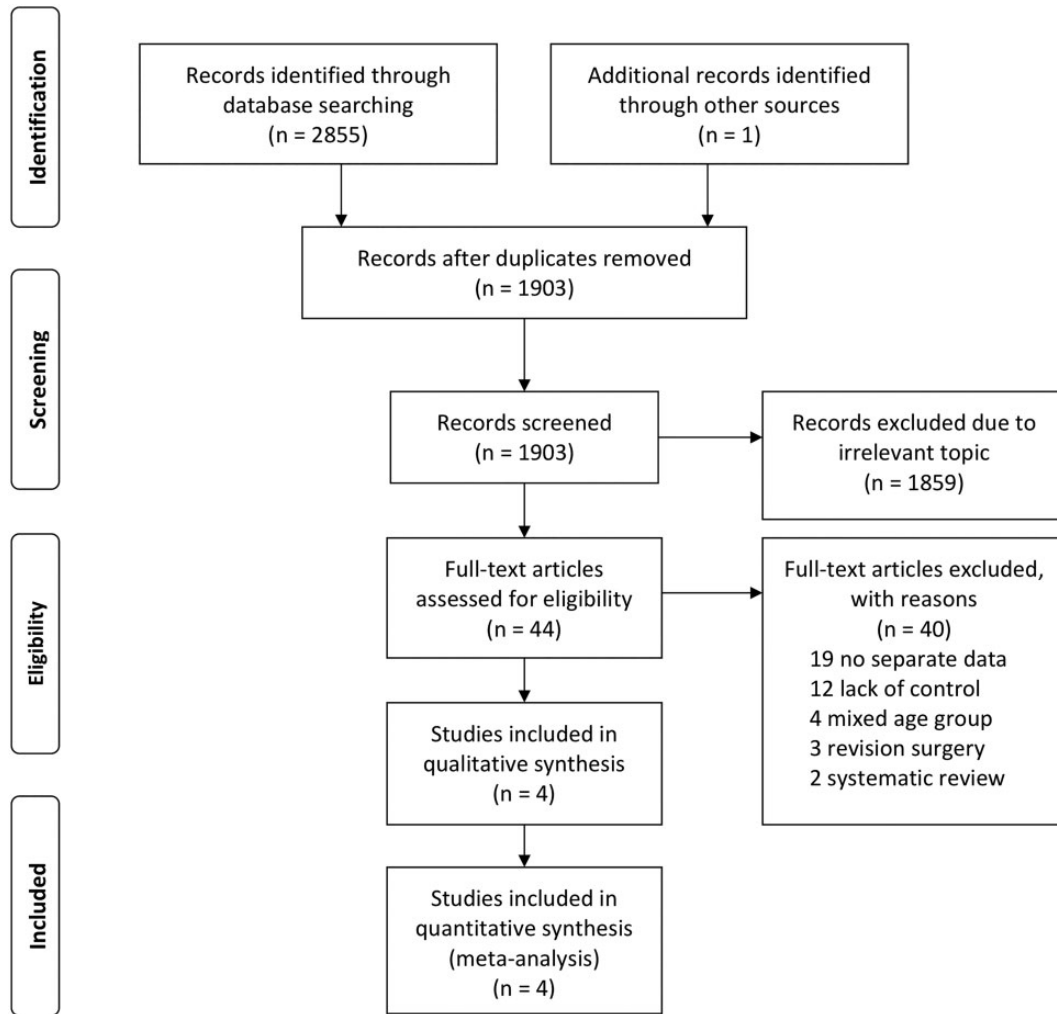 Identification
Records identified through
database searching
(n = 2855)
Additional records identified
through other sources
(n = 1)
Records after duplicates removed
(n = 1903)
Screening
Records screened
(n = 1903)
Records excluded due to
irrelevant topic
(n = 1859)
Eligibility
Full-text articles
assessed for eligibility
(n = 44)
Full-text articles excluded,
with reasons
(n = 40)
19 no separate data
12 lack of control
4 mixed age group
3 revision surgery
2 systematic review
Studies included in
qualitative synthesis
(n = 4)
Included
Studies included in
quantitative synthesis
(meta-analysis)
(n = 4)